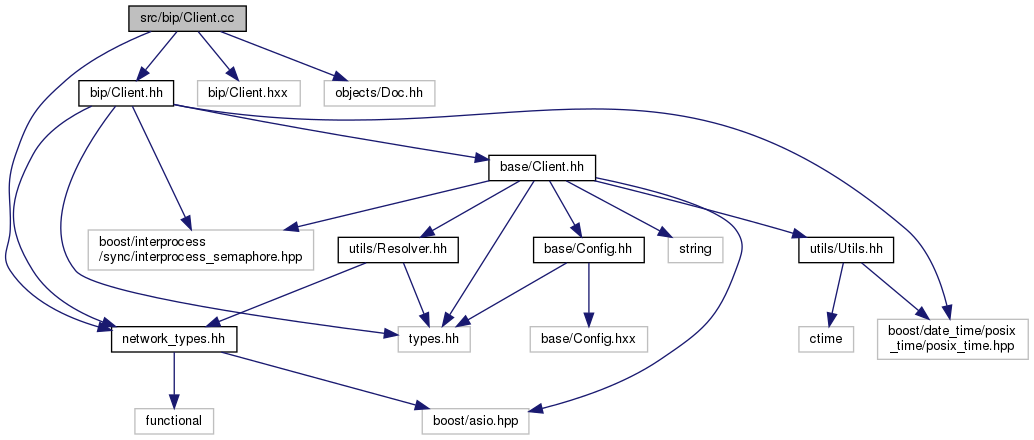 src/bip/Client.cc
bip/Client.hh
bip/Client.hxx
objects/Doc.hh
base/Client.hh
boost/interprocess
/sync/interprocess_semaphore.hpp
utils/Resolver.hh
base/Config.hh
string
utils/Utils.hh
network_types.hh
types.hh
base/Config.hxx
ctime
boost/date_time/posix
_time/posix_time.hpp
functional
boost/asio.hpp